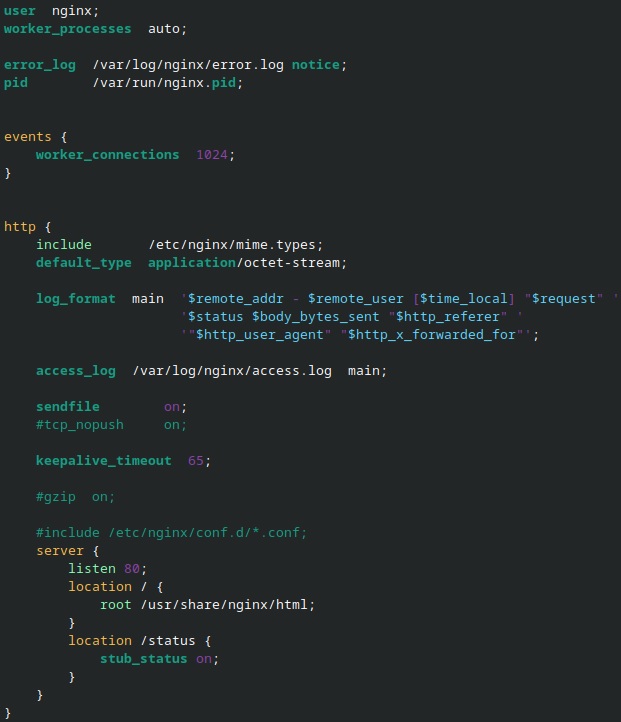 user  nginx;
worker_processes  auto;
error_log  /var/log/nginx/error.log notice;
pid        /var/run/nginx.pid;
events {
    worker_connections  1024;
}
http {
    include       /etc/nginx/mime.types;
    default_type  application/octet-stream;
    log_format  main  '$remote_addr - $remote_user [$time_local] "$request" '
                      '$status $body_bytes_sent "$http_referer" '
                      '"$http_user_agent" "$http_x_forwarded_for"';
    access_log  /var/log/nginx/access.log  main;
    sendfile        on;
    #tcp_nopush     on;
    keepalive_timeout  65;
    #gzip  on;
    #include /etc/nginx/conf.d/*.conf;
    server {
        listen 80;
        location / {
            root /usr/share/nginx/html;
        }
        location /status {
            stub_status on;
        }
    }
}